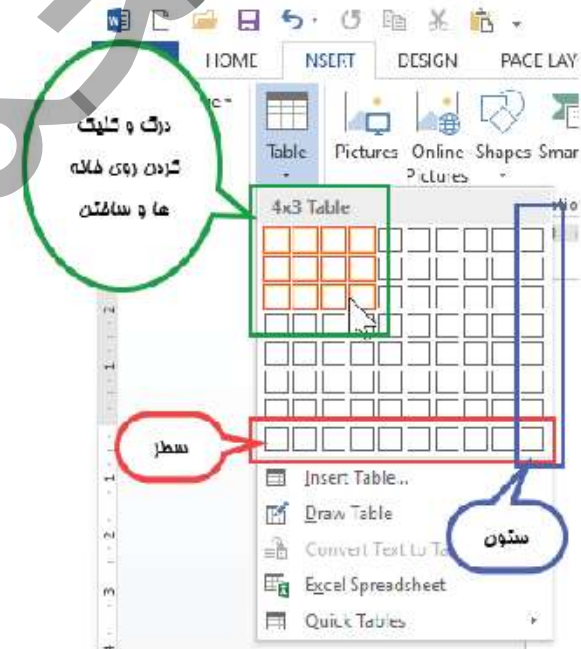 HOME INSERT DESIGN PAGE LAY
درگ و کلیک
کردن روی خانه
ها و ساختن
Table Pictures Online Pictures Shapes Smar
4x3 Table
سطر
ستون
Insert Table...
Draw Table
Convert Text to Ta
Excel Spreadsheet
Quick Tables